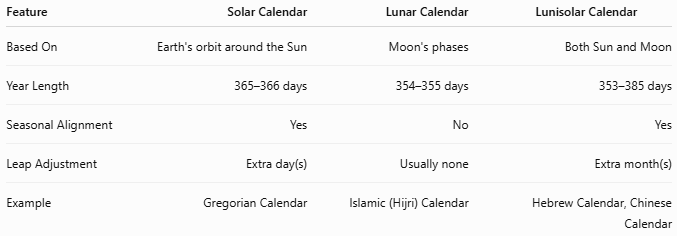 Feature Solar Calendar Lunar Calendar Lunisolar Calendar
Based On Earth's orbit around the Sun Moon's phases Both Sun and Moon
Year Length 365–366 days 354–355 days 353–385 days
Seasonal Alignment Yes No Yes
Leap Adjustment Extra day(s) Usually none Extra month(s)
Example Gregorian Calendar Islamic (Hijri) Calendar Hebrew Calendar, Chinese
Calendar